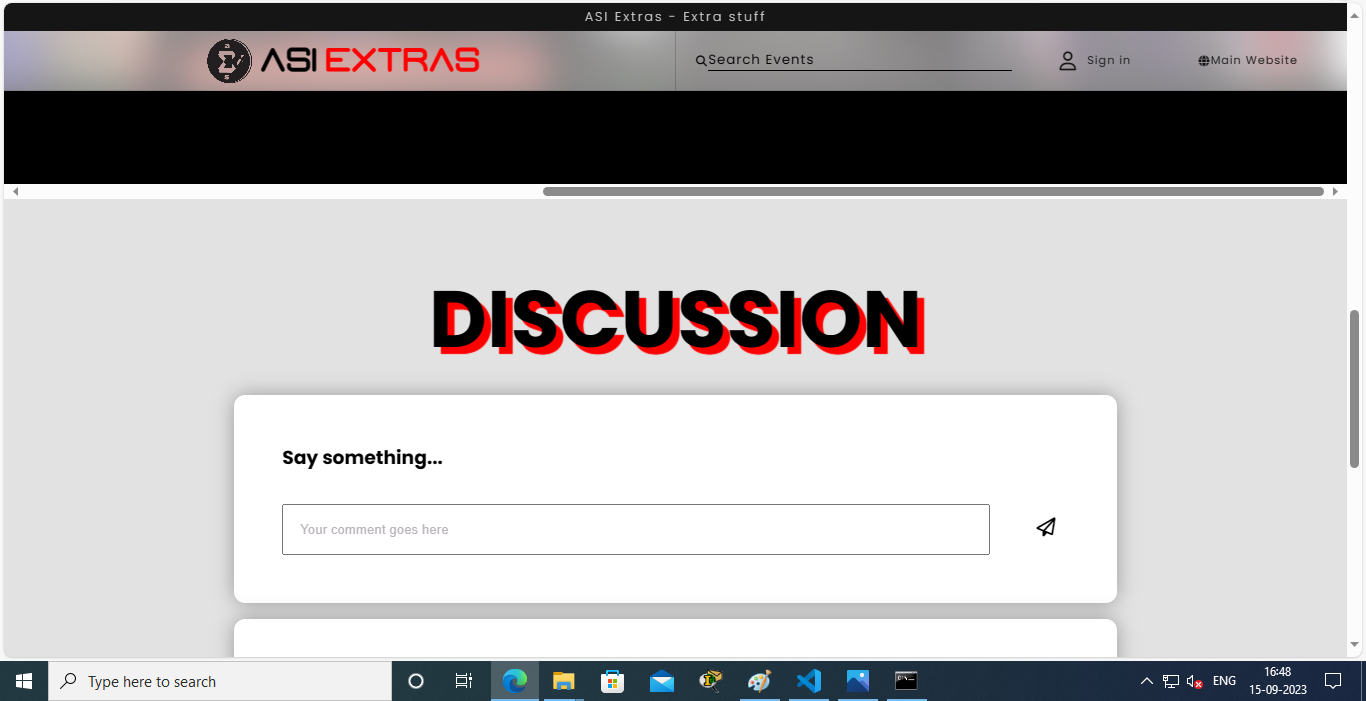 ASI Extras - Extra stuff
ASI EXTRAS
Search Events
Sign in
Main Website
DISCUSSION
Say something...
Your comment goes here
Type here to search
ENG
16:48
15-09-2023